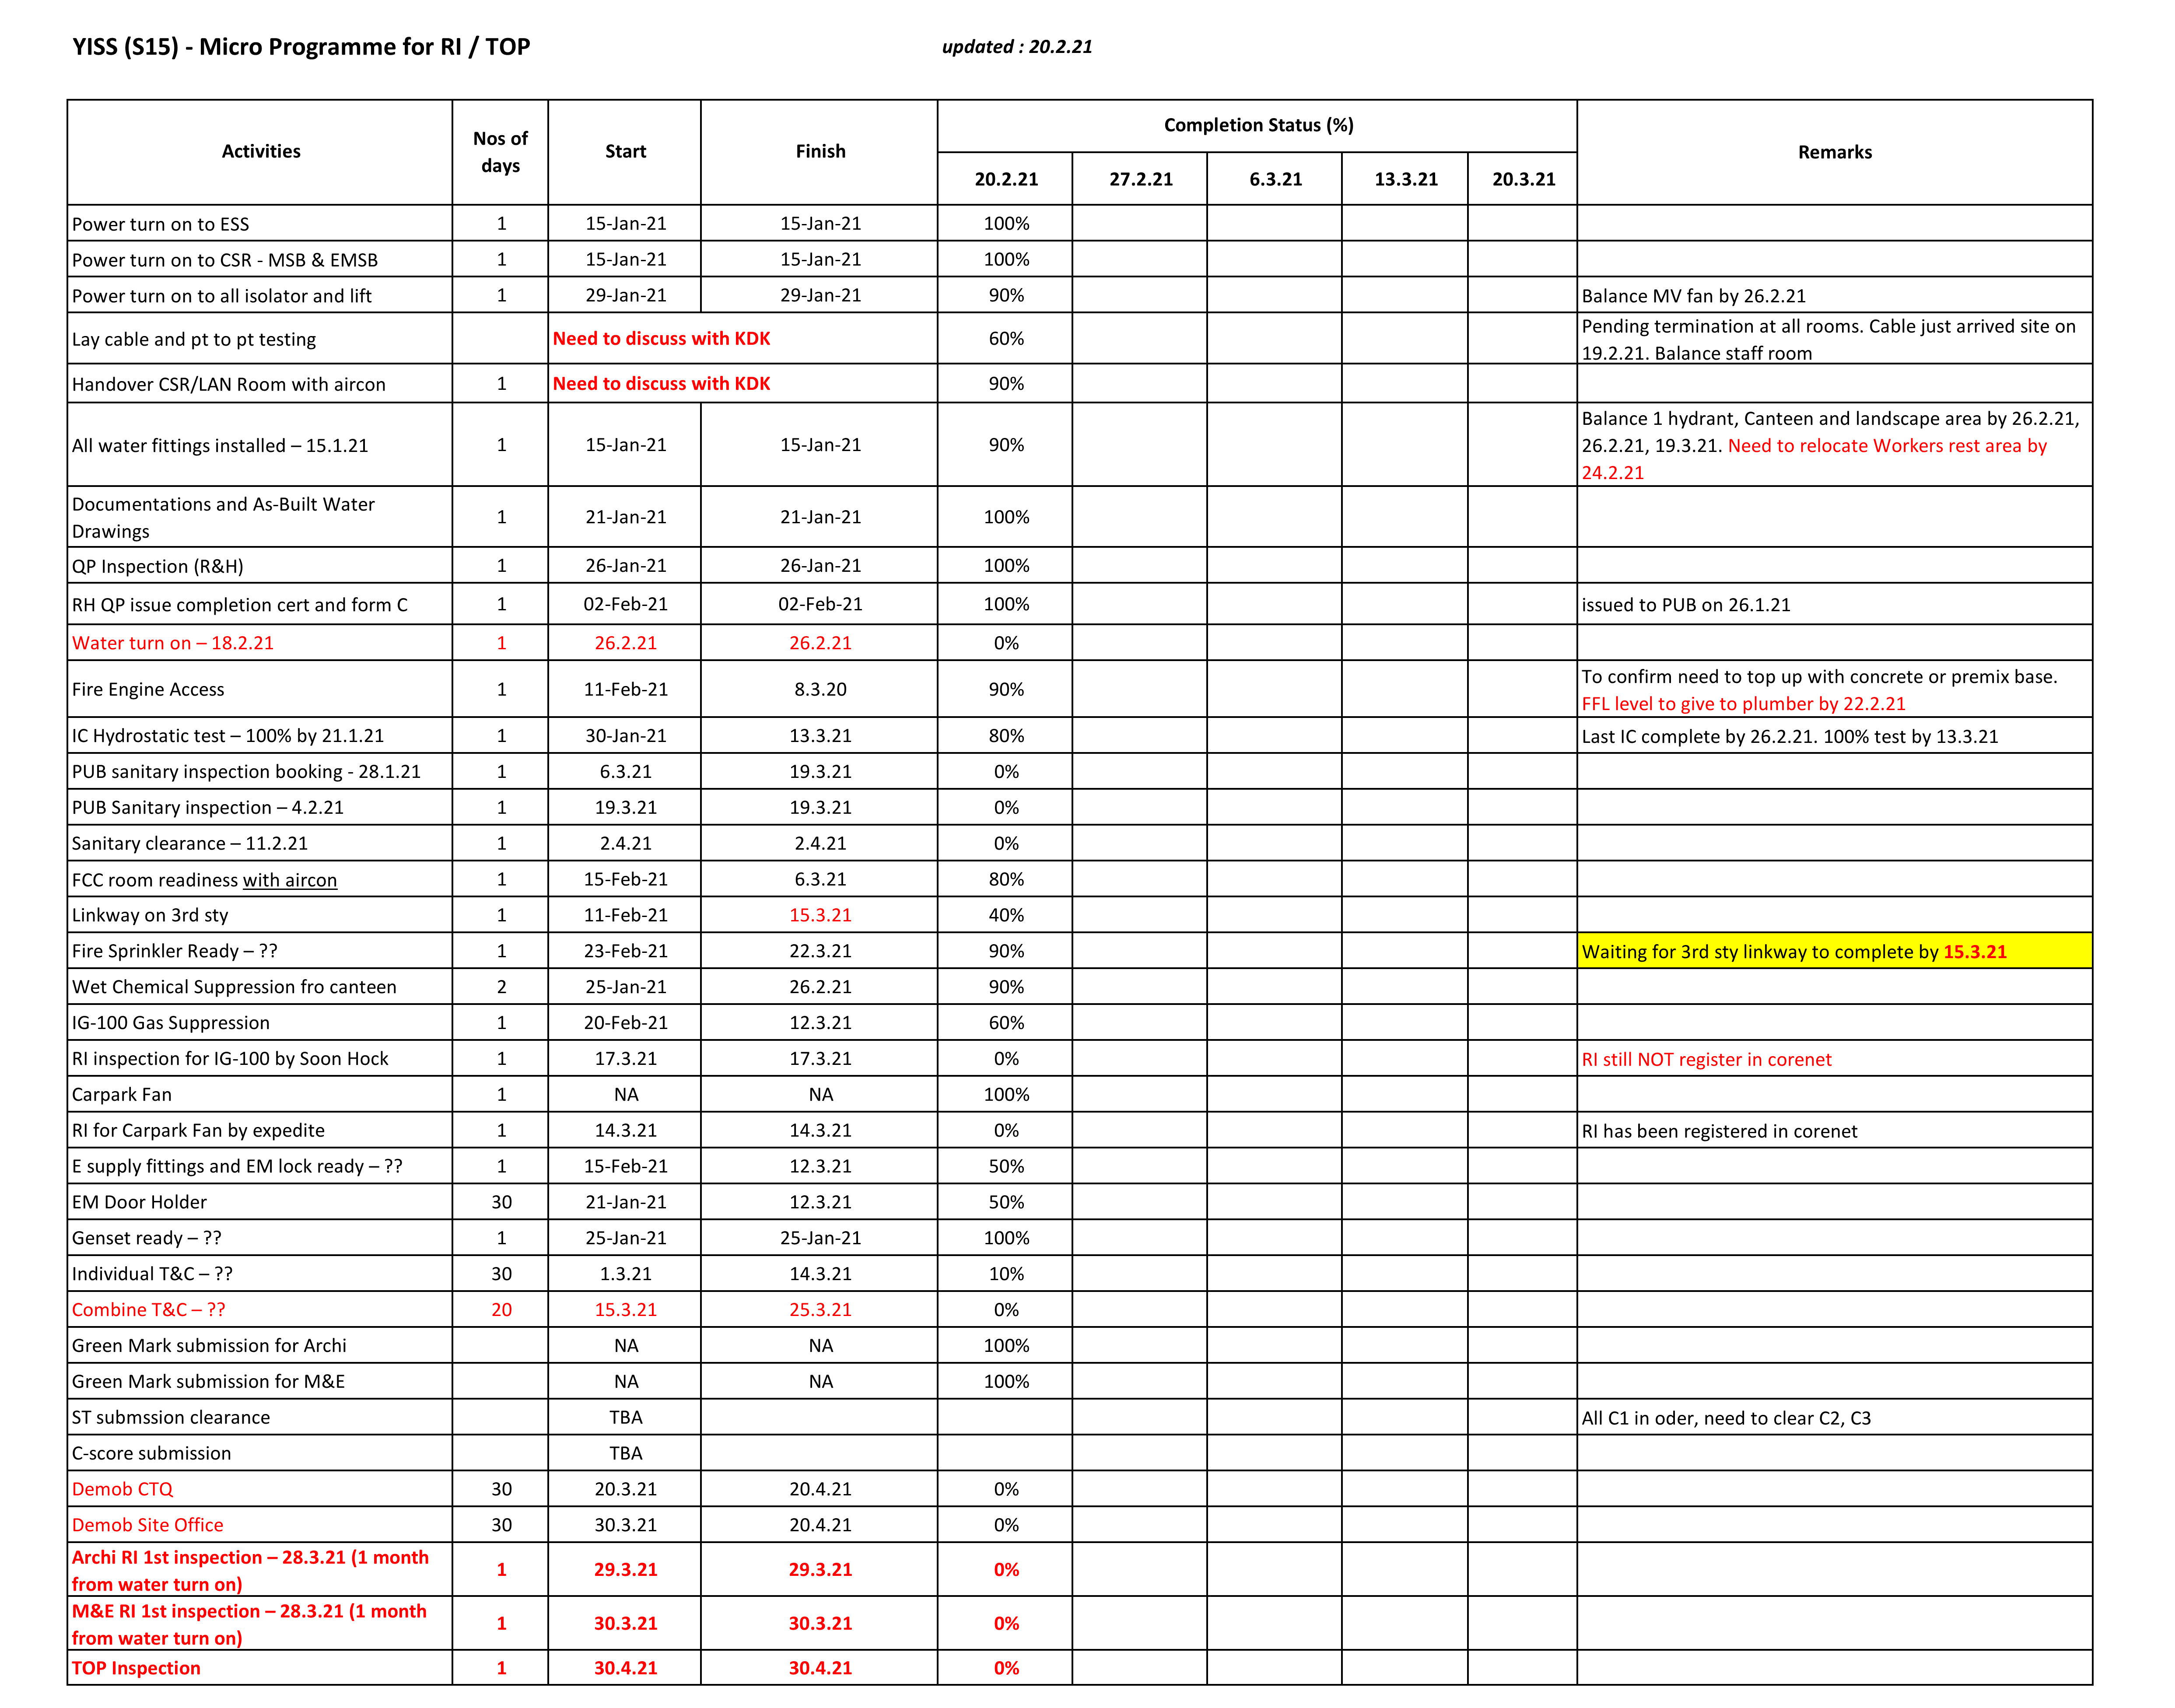 YISS (S15) - Micro Programme for RI / TOP updated : 20.2.21
Activities Nos of days Start Finish Completion Status (%) Remarks
20.2.21 27.2.21 6.3.21 13.3.21 20.3.21
Power turn on to ESS 1 15-Jan-21 15-Jan-21 100%
Power turn on to CSR - MSB & EMSB 1 15-Jan-21 15-Jan-21 100%
Power turn on to all isolator and lift 1 29-Jan-21 29-Jan-21 90% Balance MV fan by 26.2.21
Lay cable and pt to pt testing Need to discuss with KDK 60% Pending termination at all rooms. Cable just arrived site on
19.2.21. Balance staff room
Handover CSR/LAN Room with aircon 1 Need to discuss with KDK 90%
All water fittings installed – 15.1.21 1 15-Jan-21 15-Jan-21 90% Balance 1 hydrant, Canteen and landscape area by 26.2.21,
26.2.21, 19.3.21. Need to relocate Workers rest area by
24.2.21
Documentations and As-Built Water
Drawings 1 21-Jan-21 21-Jan-21 100%
QP Inspection (R&H) 1 26-Jan-21 26-Jan-21 100%
RH QP issue completion cert and form C 1 02-Feb-21 02-Feb-21 100% issued to PUB on 26.1.21
Water turn on – 18.2.21 1 26.2.21 26.2.21 0%
Fire Engine Access 1 11-Feb-21 8.3.20 90% To confirm need to top up with concrete or premix base.
FFL level to give to plumber by 22.2.21
IC Hydrostatic test – 100% by 21.1.21 1 30-Jan-21 13.3.21 80% Last IC complete by 26.2.21. 100% test by 13.3.21
PUB sanitary inspection booking - 28.1.21 1 6.3.21 19.3.21 0%
PUB Sanitary inspection – 4.2.21 1 19.3.21 19.3.21 0%
Sanitary clearance – 11.2.21 1 2.4.21 2.4.21 0%
FCC room readiness with aircon 1 15-Feb-21 6.3.21 80%
Linkway on 3rd sty 1 11-Feb-21 15.3.21 40%
Fire Sprinkler Ready – ?? 1 23-Feb-21 22.3.21 90% Waiting for 3rd sty linkway to complete by 15.3.21
Wet Chemical Suppression fro canteen 2 25-Jan-21 26.2.21 90%
IG-100 Gas Suppression 1 20-Feb-21 12.3.21 60%
RI inspection for IG-100 by Soon Hock 1 17.3.21 17.3.21 0% RI still NOT register in corenet
Carpark Fan 1 NA NA 100%
RI for Carpark Fan by expedite 1 14.3.21 14.3.21 0% RI has been registered in corenet
E supply fittings and EM lock ready – ?? 1 15-Feb-21 12.3.21 50%
EM Door Holder 30 21-Jan-21 12.3.21 50%
Genset ready – ?? 1 25-Jan-21 25-Jan-21 100%
Individual T&C – ?? 30 1.3.21 14.3.21 10%
Combine T&C – ?? 20 15.3.21 25.3.21 0%
Green Mark submission for Archi NA NA 100%
Green Mark submission for M&E NA NA 100%
ST submssion clearance TBA All C1 in oder, need to clear C2, C3
C-score submission TBA
Demob CTQ 30 20.3.21 20.4.21 0%
Demob Site Office 30 30.3.21 20.4.21 0%
Archi RI 1st inspection – 28.3.21 (1 month
from water turn on) 1 29.3.21 29.3.21 0%
M&E RI 1st inspection – 28.3.21 (1 month
from water turn on) 1 30.3.21 30.3.21 0%
TOP Inspection 1 30.4.21 30.4.21 0%